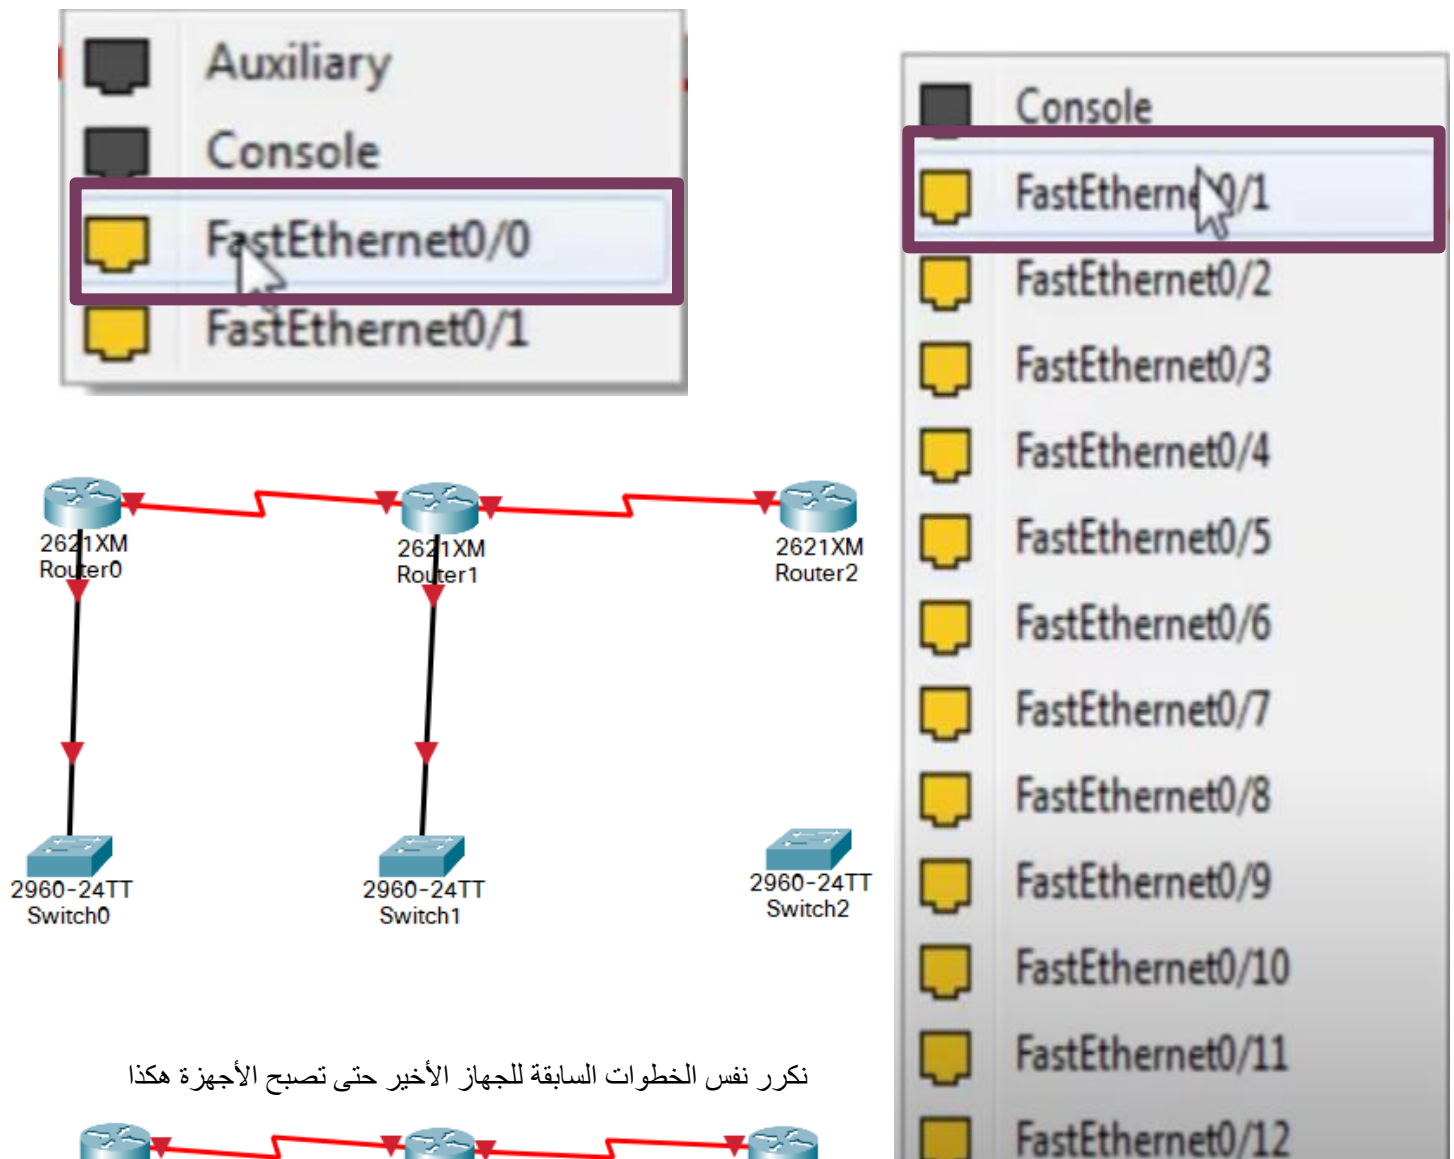 Auxiliary
Console
FastEthernet0/0
FastEthernet0/1
Console
FastEthernet0/1
FastEthernet0/2
FastEthernet0/3
FastEthernet0/4
FastEthernet0/5
FastEthernet0/6
FastEthernet0/7
FastEthernet0/8
FastEthernet0/9
FastEthernet0/10
FastEthernet0/11
FastEthernet0/12
2621XM
Router0
2621XM
Router1
2621XM
Router2
2960-24TT
Switch0
2960-24TT
Switch1
2960-24TT
Switch2
نكرر نفس الخطوات السابقة للجهاز الأخير حتى تصبح الأجهزة هكذا